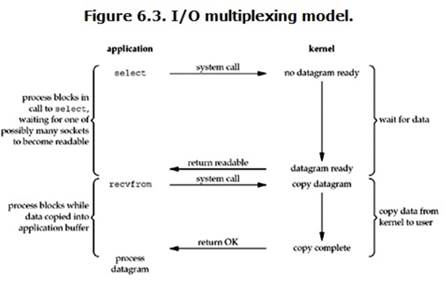 Figure 6.3. I/O multiplexing model.
application
kernel
select
system call
no datagram ready
process blocks in
call to select,
waiting for one of
possibly many sockets
to become readable
wait for data
return readable
datagram ready
recvfrom
system call
copy datagram
process blocks while
data copied into
application buffer
copy data from
kernel to user
return OK
copy complete
process
datagram